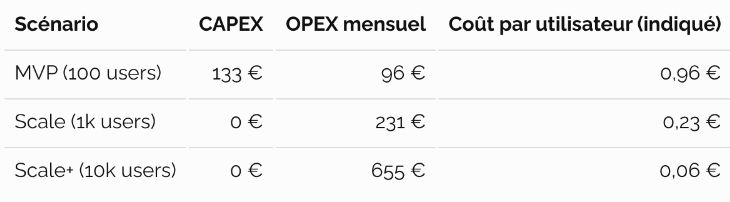 Scénario CAPEX OPEX mensuel Coût par utilisateur (indiqué)
MVP (100 users) 133 € 96 € 0,96 €
Scale (1k users) 0 € 231 € 0,23 €
Scale+ (10k users) 0 € 655 € 0,06 €